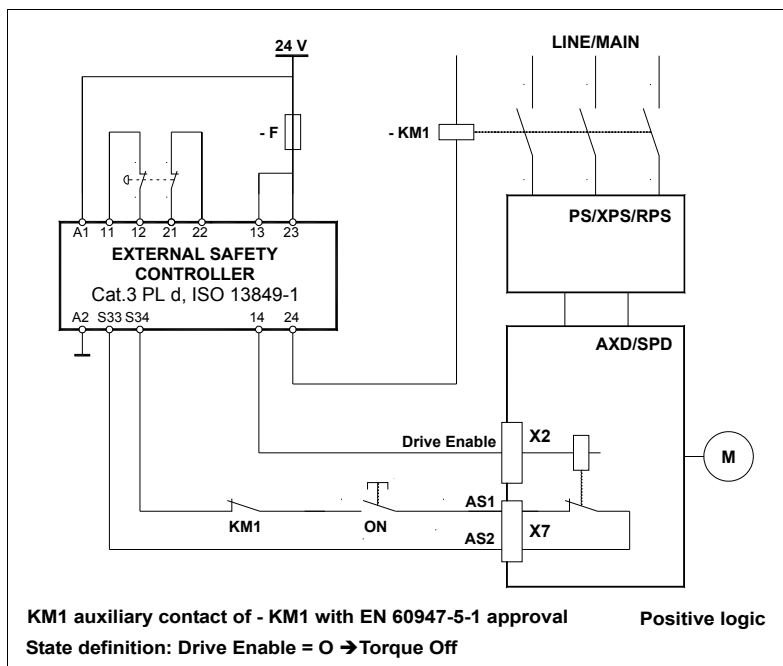 24 V
LINE/MAIN
- F
- KM1
A1 11 12 21 22 13 23
PS/XPS/RPS
EXTERNAL SAFETY
CONTROLLER
Cat.3 PL d, ISO 13849-1
A2 S33 S34 14 24
AXD/SPD
Drive Enable
X2
M
AS1
KM1
ON
AS2
X7
KM1 auxiliary contact of - KM1 with EN 60947-5-1 approval
Positive logic
State definition: Drive Enable = O ➔Torque Off